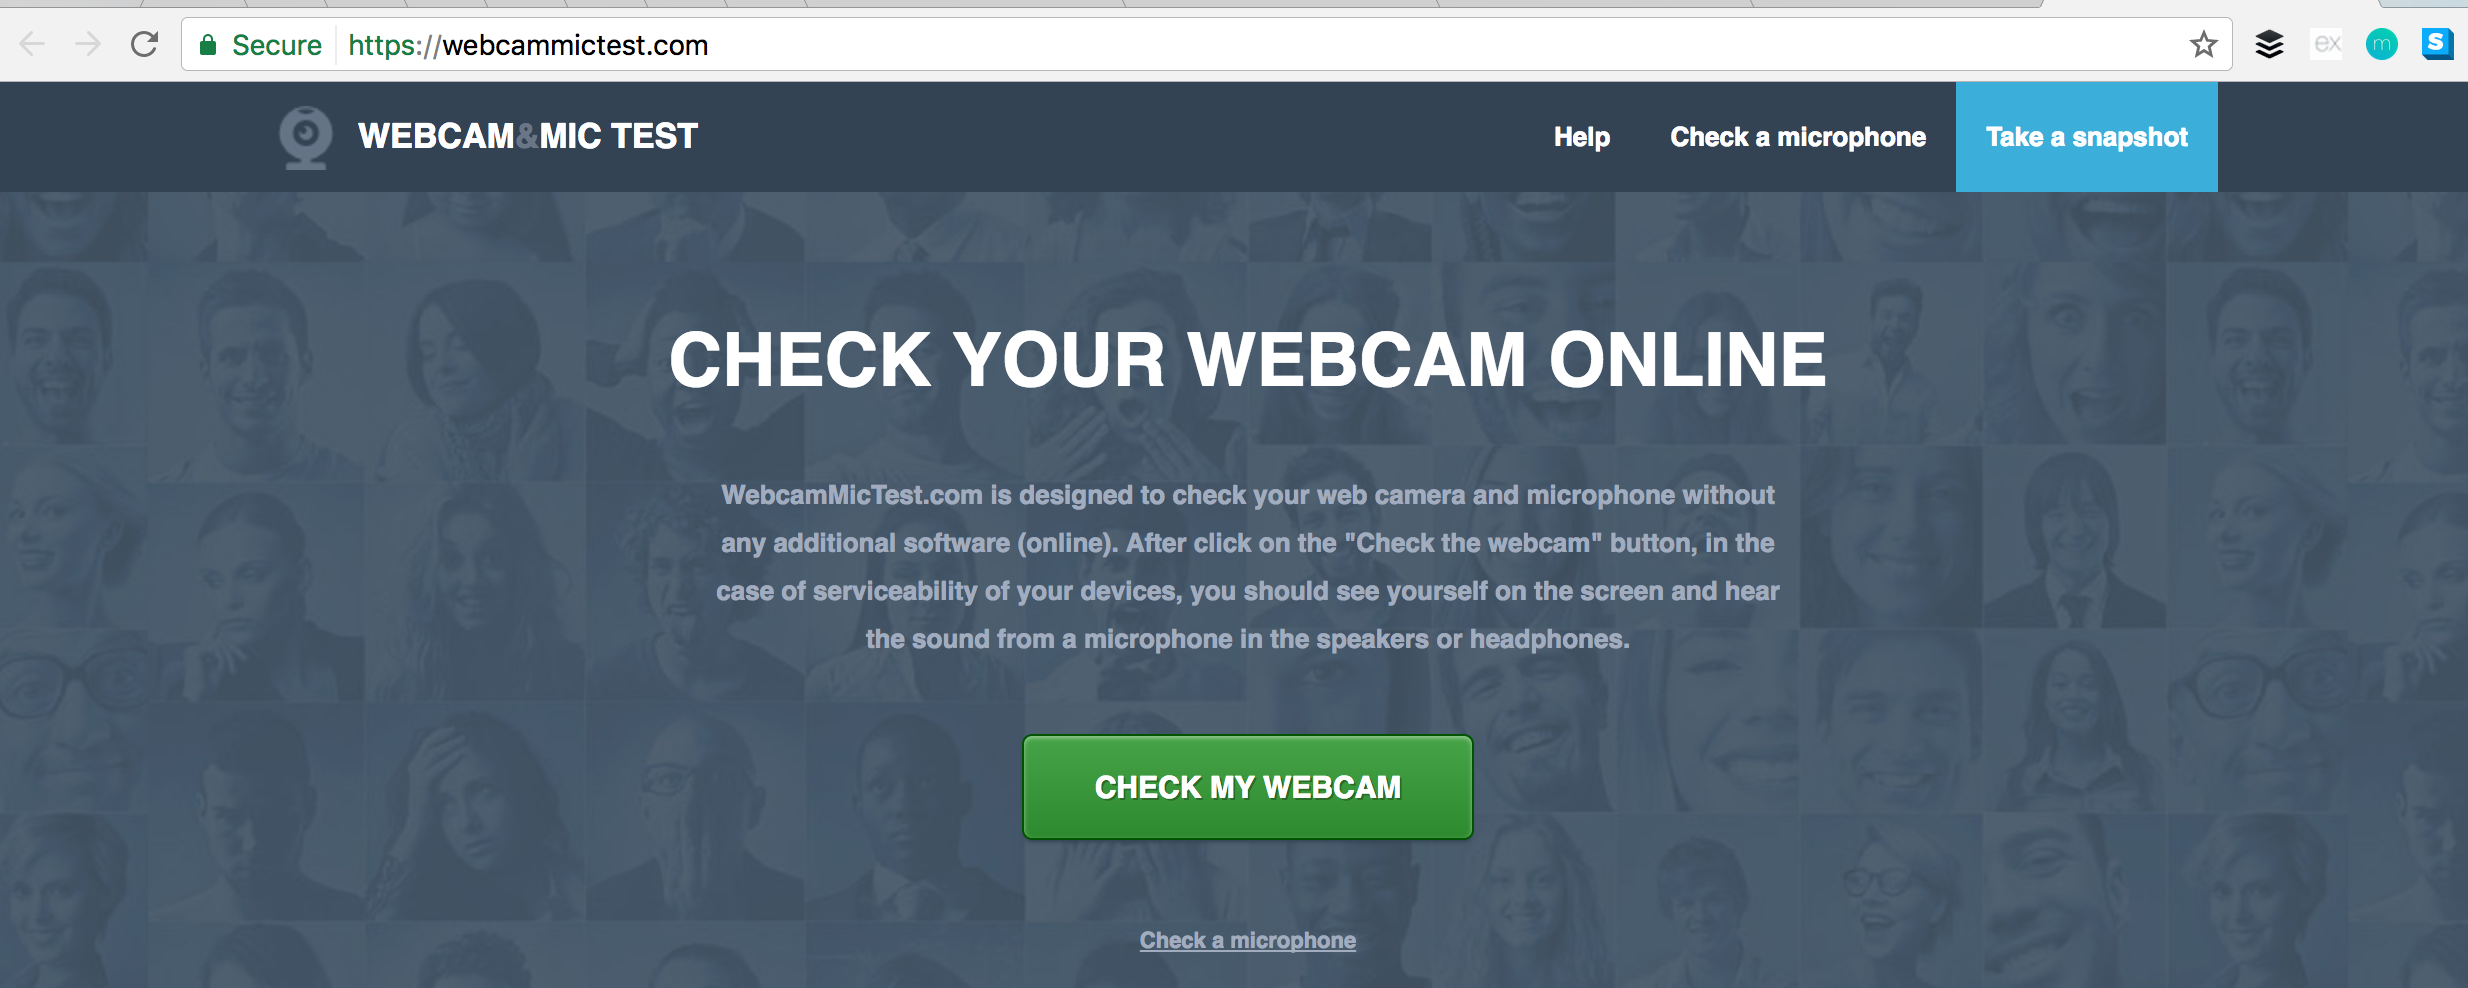 Secure https://webcammictest.com
ex m S
WEBCAM&MIC TEST
Help Check a microphone Take a snapshot
CHECK YOUR WEBCAM ONLINE
WebcamMicTest.com is designed to check your web camera and microphone without
any additional software (online). After click on the "Check the webcam" button, in the
case of serviceability of your devices, you should see yourself on the screen and hear
the sound from a microphone in the speakers or headphones.
CHECK MY WEBCAM
Check a microphone